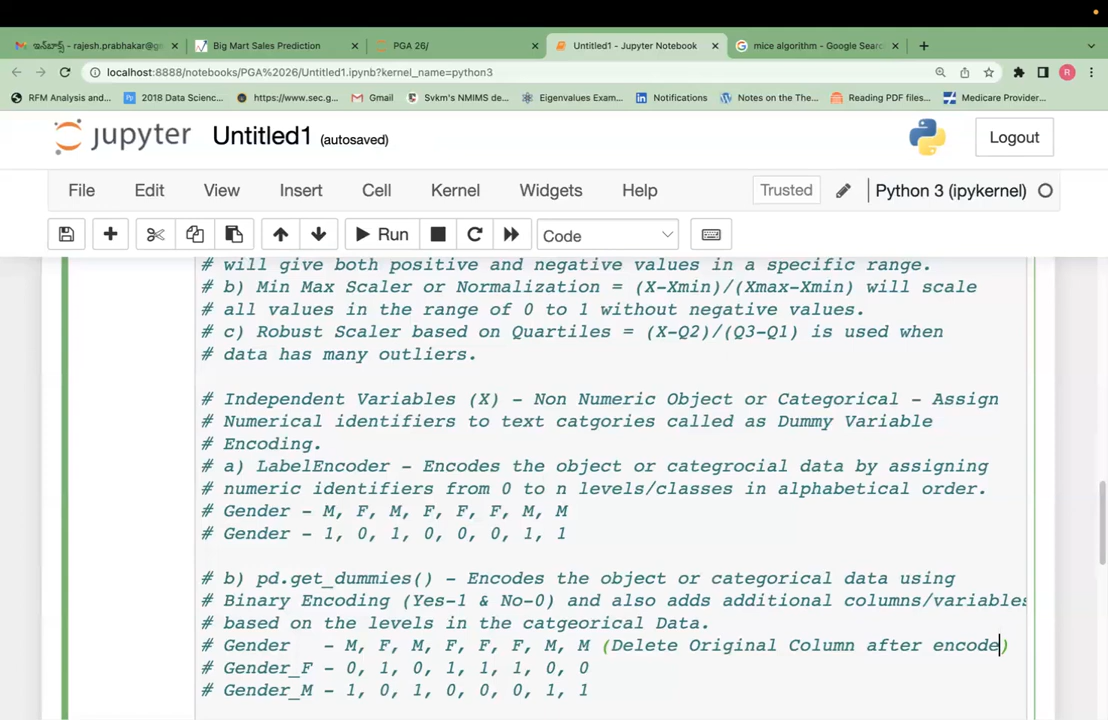 ఇన్‌బాక్స్ - rajesh.prabhakar@g
Big Mart Sales Prediction
PGA 26/
Untitled1 - Jupyter Notebook
mice algorithm - Google Searc
localhost:8888/notebooks/PGA%2026/Untitled1.ipynb?kernel_name=python3
R
RFM Analysis and...
2018 Data Scienc...
https://www.sec.g...
Gmail
Svkm's NMIMS de...
Eigenvalues Exam...
Notifications
Notes on the The...
Reading PDF files...
Medicare Provider...
jupyter Untitled1 (autosaved)
Logout
File Edit View Insert Cell Kernel Widgets Help
Trusted
Python 3 (ipykernel)
Run
Code
# will give both positive and negative values in a specific range.
# b) Min Max Scaler or Normalization = (X-Xmin)/(Xmax-Xmin) will scale
# all values in the range of 0 to 1 without negative values.
# c) Robust Scaler based on Quartiles = (X-Q2)/(Q3-Q1) is used when
# data has many outliers.
# Independent Variables (X) - Non Numeric Object or Categorical - Assign
# Numerical identifiers to text catgories called as Dummy Variable
# Encoding.
# a) LabelEncoder - Encodes the object or categrocial data by assigning
# numeric identifiers from 0 to n levels/classes in alphabetical order.
# Gender - M, F, M, F, F, F, M, M
# Gender - 1, 0, 1, 0, 0, 0, 1, 1
# b) pd.get_dummies() - Encodes the object or categorical data using
# Binary Encoding (Yes-1 & No-0) and also adds additional columns/variables
# based on the levels in the catgeorical Data.
# Gender - M, F, M, F, F, F, M, M (Delete Original Column after encode)
# Gender_F - 0, 1, 0, 1, 1, 1, 0, 0
# Gender_M - 1, 0, 1, 0, 0, 0, 1, 1